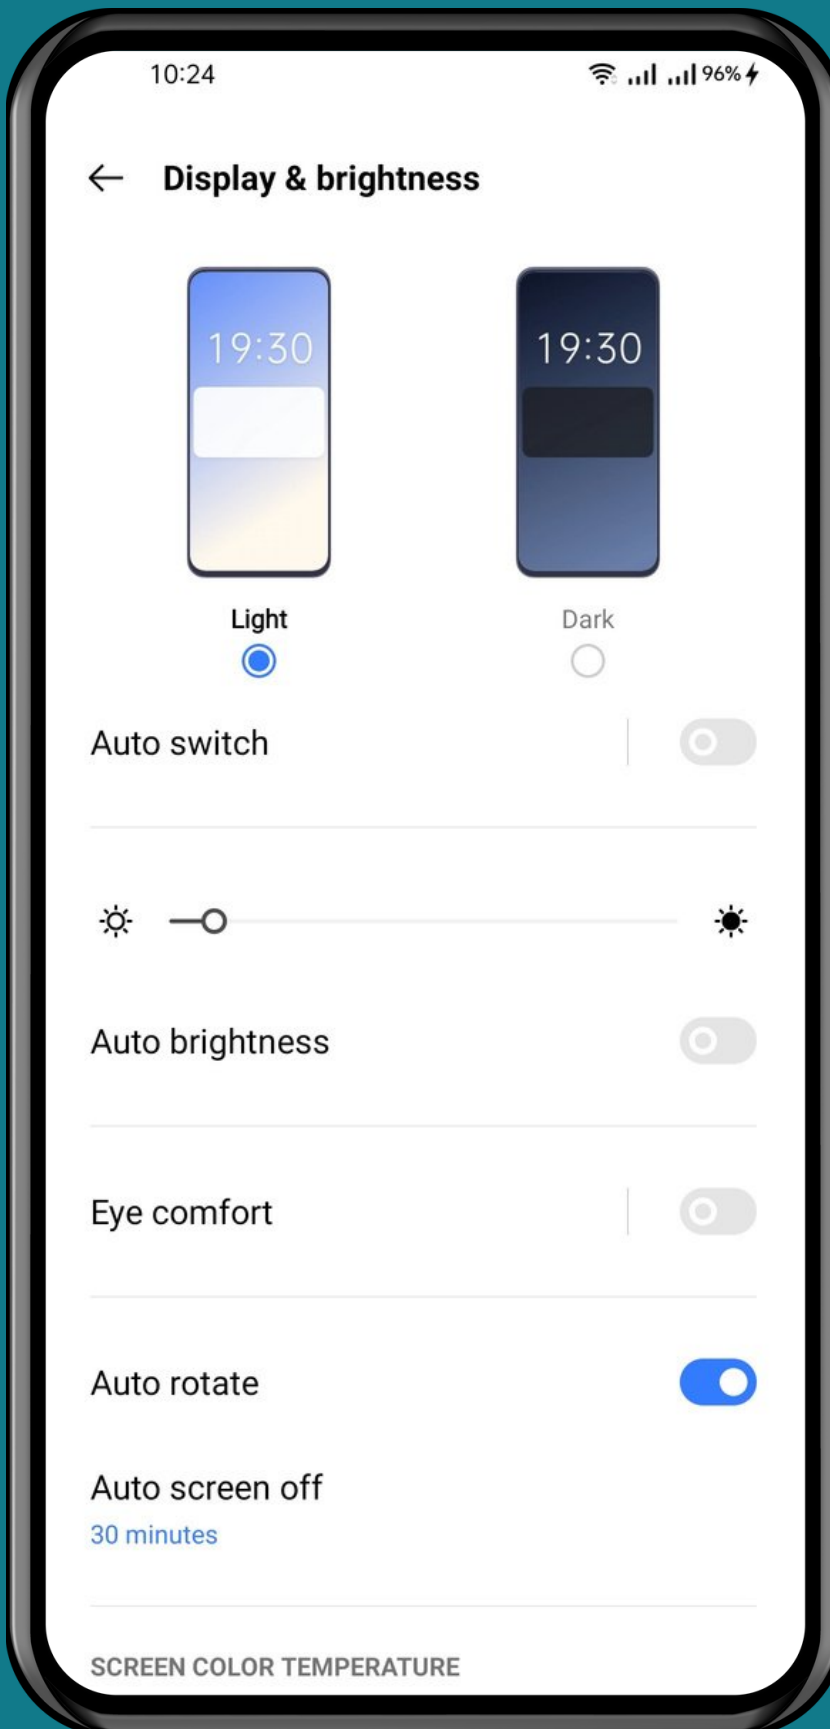 10:24
96%
Display & brightness
19:30
19:30
Light
Dark
Auto switch
Auto brightness
Eye comfort
Auto rotate
Auto screen off
30 minutes
SCREEN COLOR TEMPERATURE